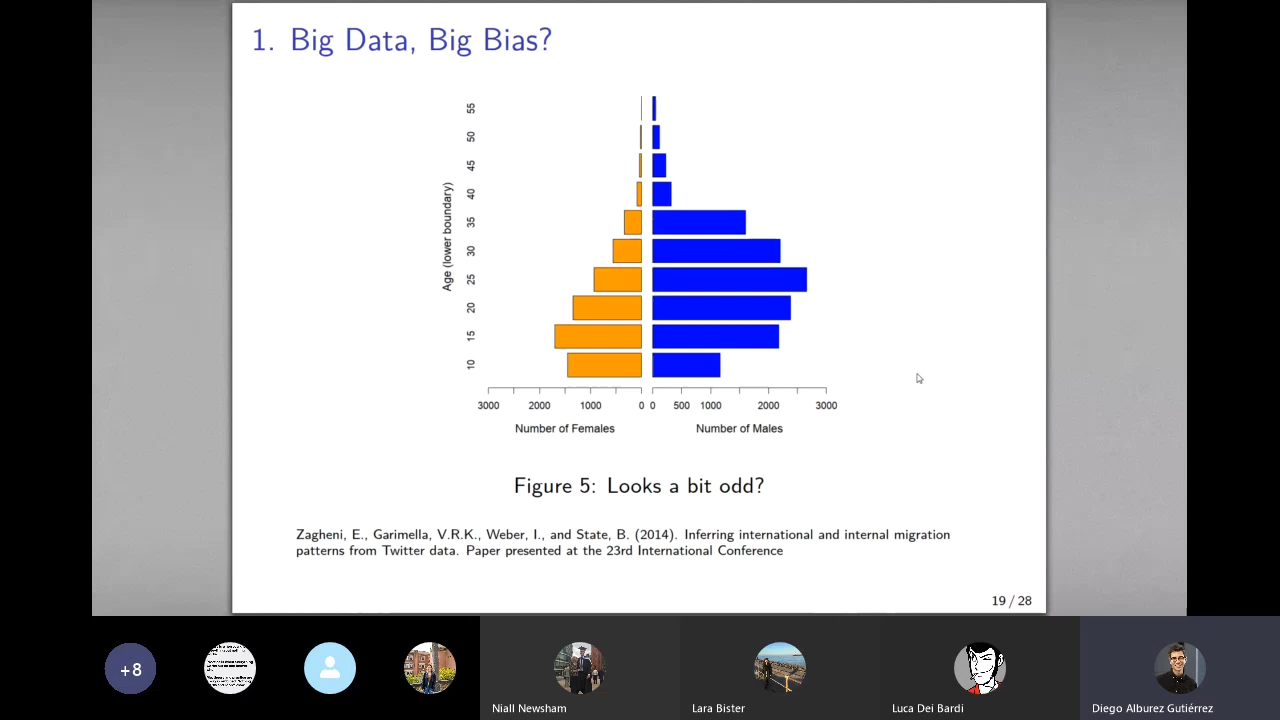 1. Big Data, Big Bias?
Age (lower boundary)
55
50
45
40
35
30
25
20
15
10
3000 2000 1000 0 0 500 1000 2000 3000
Number of Females Number of Males
Figure 5: Looks a bit odd?
Zagheni, E., Garimella, V.R.K., Weber, I., and State, B. (2014). Inferring international and internal migration
patterns from Twitter data. Paper presented at the 23rd International Conference
19 / 28
+8
Niall Newsham Lara Bister Luca Dei Bardi Diego Alburez Gutiérrez